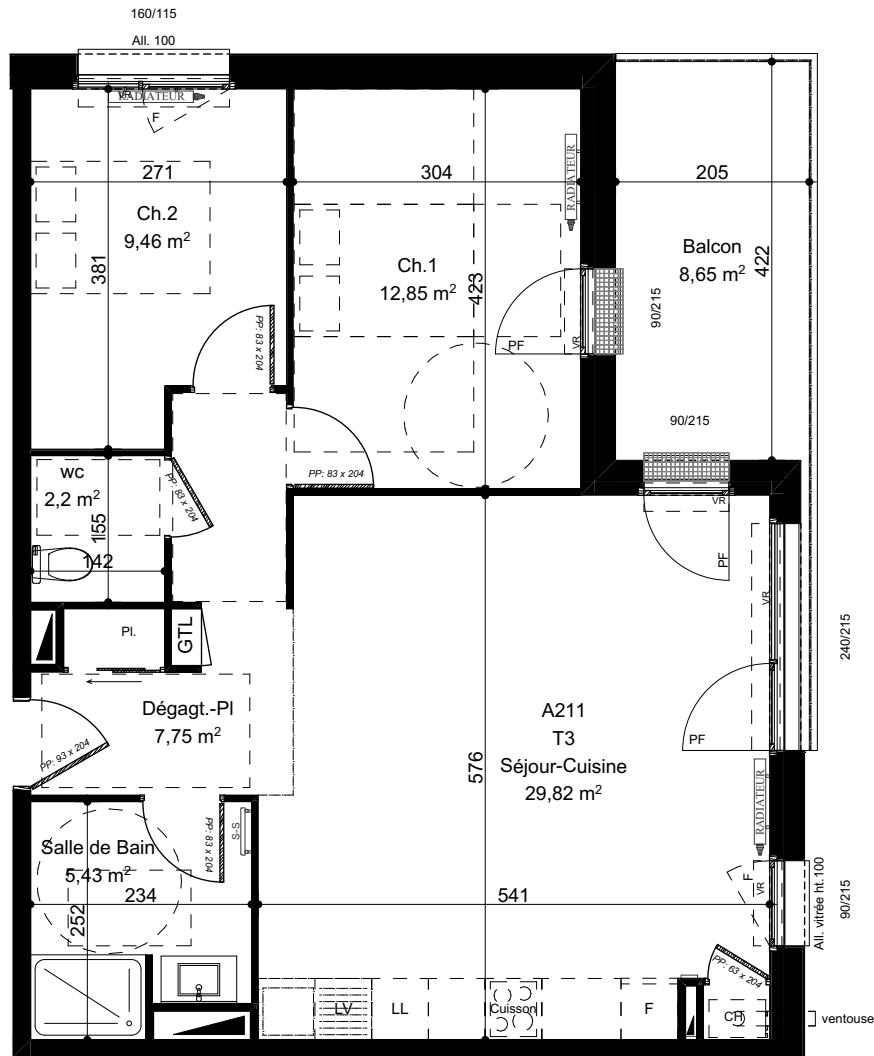 160/115
All. 100
VR
RADIATEUR
F
271
304
205
Ch.2
9,46 m²
381
RADIATEUR
Ch.1
12,85 m²
423
Balcon
8,65 m²
422
90/215
PF
VR
PP: 83 x 204
90/215
PP: 83 x 204
WC
2,2 m²
155
142
PP: 83 x 204
VR
PF
VR
240/215
Pl.
GTL
Dégagt.-Pl
7,75 m²
PP: 93 x 204
A211
T3
Séjour-Cuisine
29,82 m²
576
PF
RADIATEUR
Salle de Bain
5,43 m²
PP: 83 x 204
S-S
234
252
541
F
VR
All. vitrée ht.100
90/215
PP: 63 x 204
LV
LL
Cuisson
F
CH
ventouse